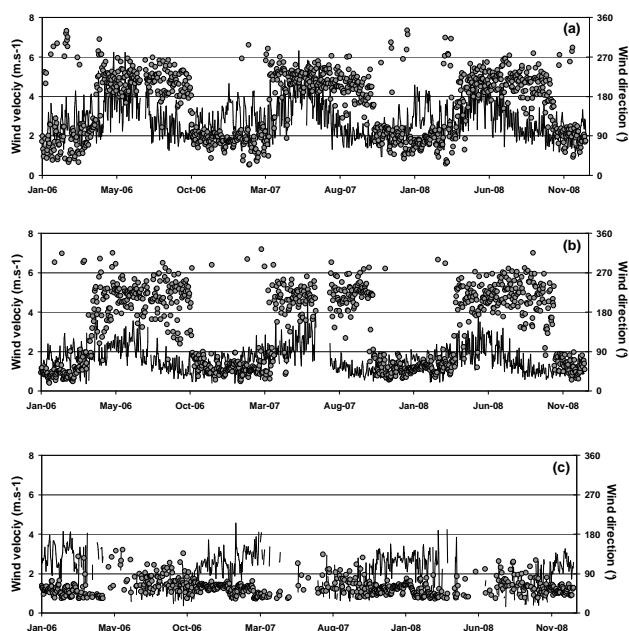 (a)
Wind velociy (m.s-1)
8
6
4
2
0
360
270
180
90
0
Wind direction (°)
Jan-06 May-06 Oct-06 Mar-07 Aug-07 Jan-08 Jun-08 Nov-08
(b)
Wind velociy (m.s-1)
8
6
4
2
0
360
270
180
90
0
Wind direction (°)
Jan-06 May-06 Oct-06 Mar-07 Aug-07 Jan-08 Jun-08 Nov-08
(c)
Wind velociy (m.s-1)
8
6
4
2
0
360
270
180
90
0
Wind direction (°)
Jan-06 May-06 Oct-06 Mar-07 Aug-07 Jan-08 Jun-08 Nov-08